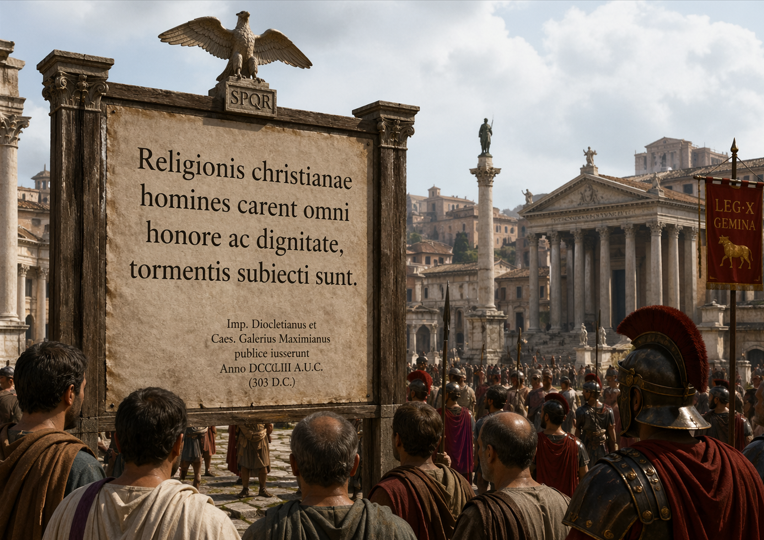 SPQR
Religionis christianae
homines carent omni
honore ac dignitate,
tormentis subiecti sunt.
Imp. Diocletianus et
Caes. Galerius Maximianus
publice iusserunt
Anno DCCLLIII A.U.C.
(303 D.C.)
LEG·X
GEMINA